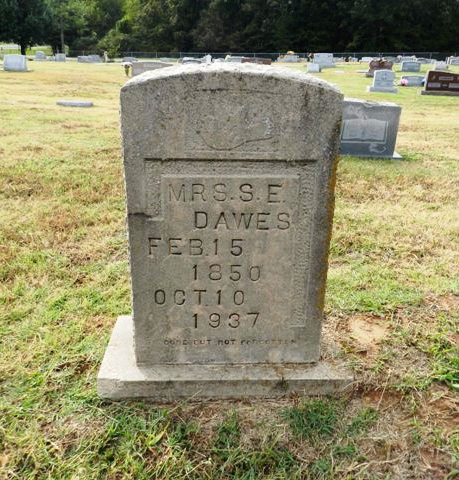 MRS. S. E.
DAWES
FEB. 15
1850
OCT. 10
1937
GONE BUT NOT FORGOTTEN